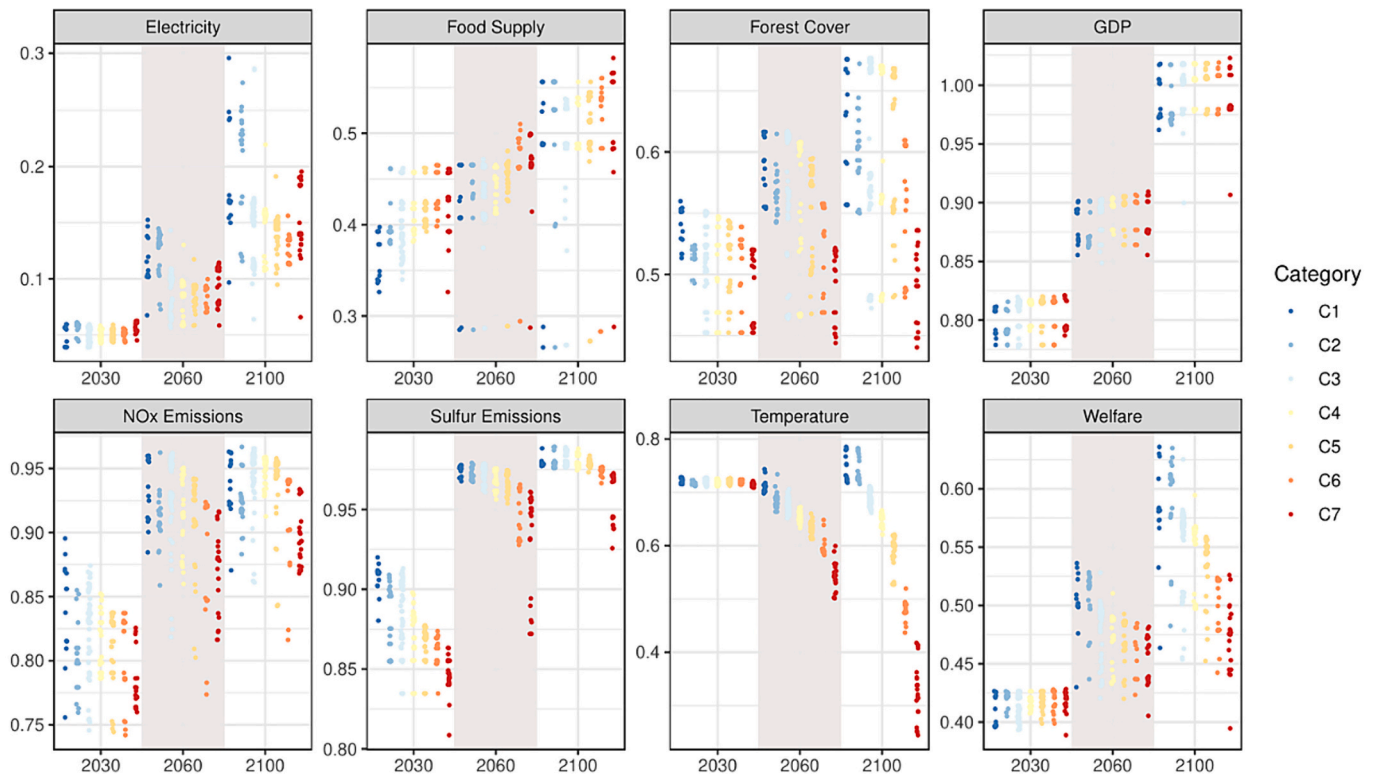 Electricity
Food Supply
Forest Cover
GDP
0.3
0.2
0.1
0.5
0.4
0.3
0.6
0.5
1.00
0.95
0.90
0.85
0.80
2030 2060 2100
2030 2060 2100
2030 2060 2100
2030 2060 2100
NOx Emissions
Sulfur Emissions
Temperature
Welfare
0.95
0.90
0.85
0.80
0.75
0.95
0.90
0.85
0.80
0.8
0.6
0.4
0.60
0.55
0.50
0.45
0.40
2030 2060 2100
2030 2060 2100
2030 2060 2100
2030 2060 2100
Category
C1
C2
C3
C4
C5
C6
C7